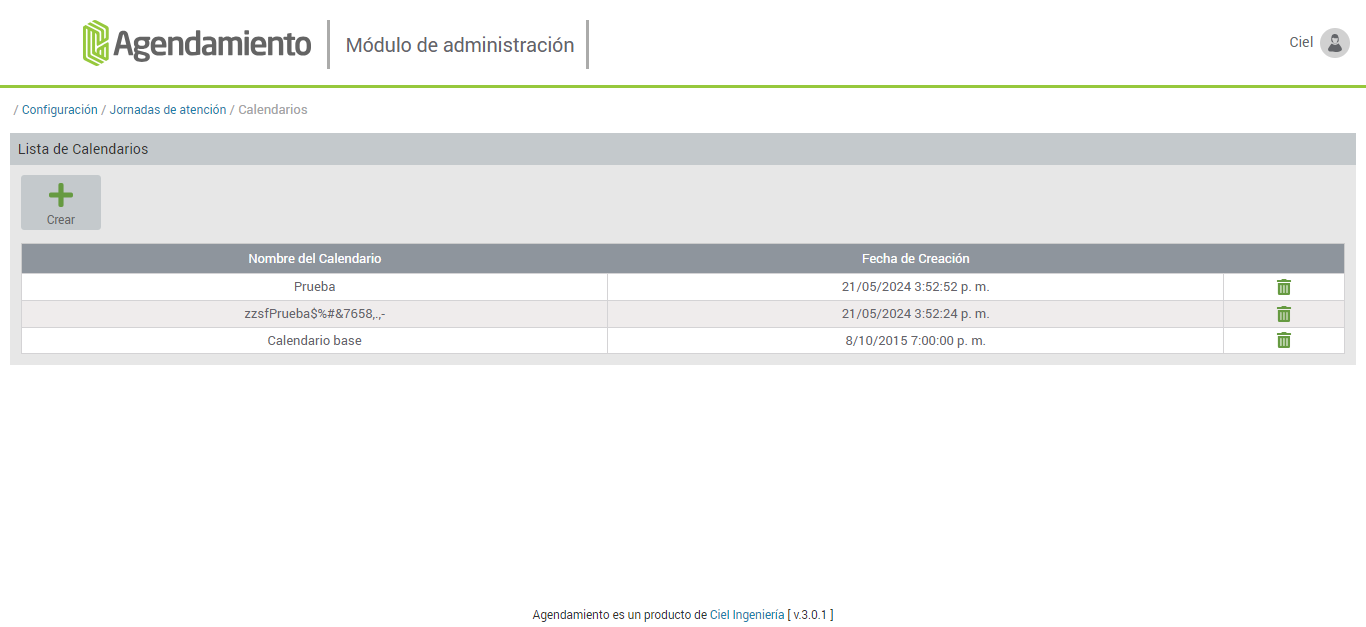 Agendamiento
Módulo de administración
Ciel
/ Configuración / Jornadas de atención / Calendarios
Lista de Calendarios
Crear
Nombre del Calendario Fecha de Creación
Prueba 21/05/2024 3:52:52 p. m.
zzsfPrueba$%#&7658,.,- 21/05/2024 3:52:24 p. m.
Calendario base 8/10/2015 7:00:00 p. m.
Agendamiento es un producto de Ciel Ingeniería [ v.3.0.1 ]